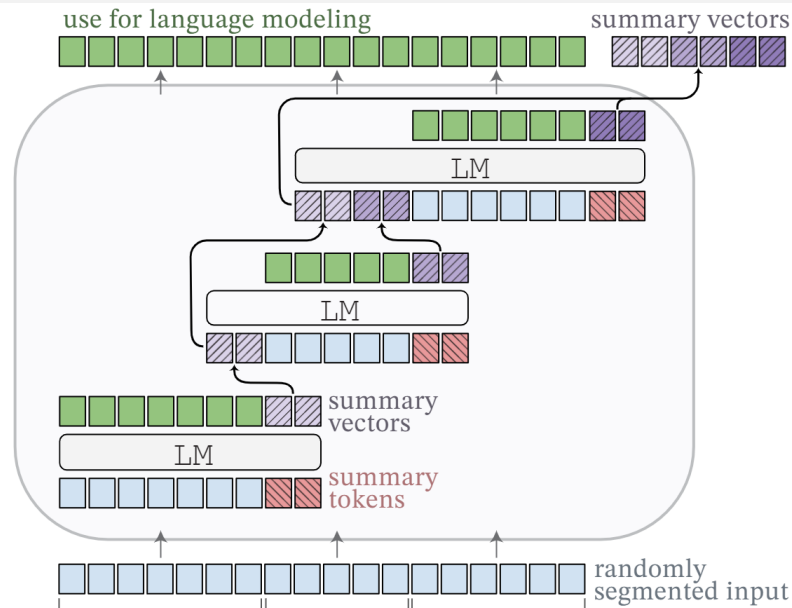 use for language modeling
summary vectors
LM
LM
summary
vectors
LM
summary
tokens
randomly
segmented input